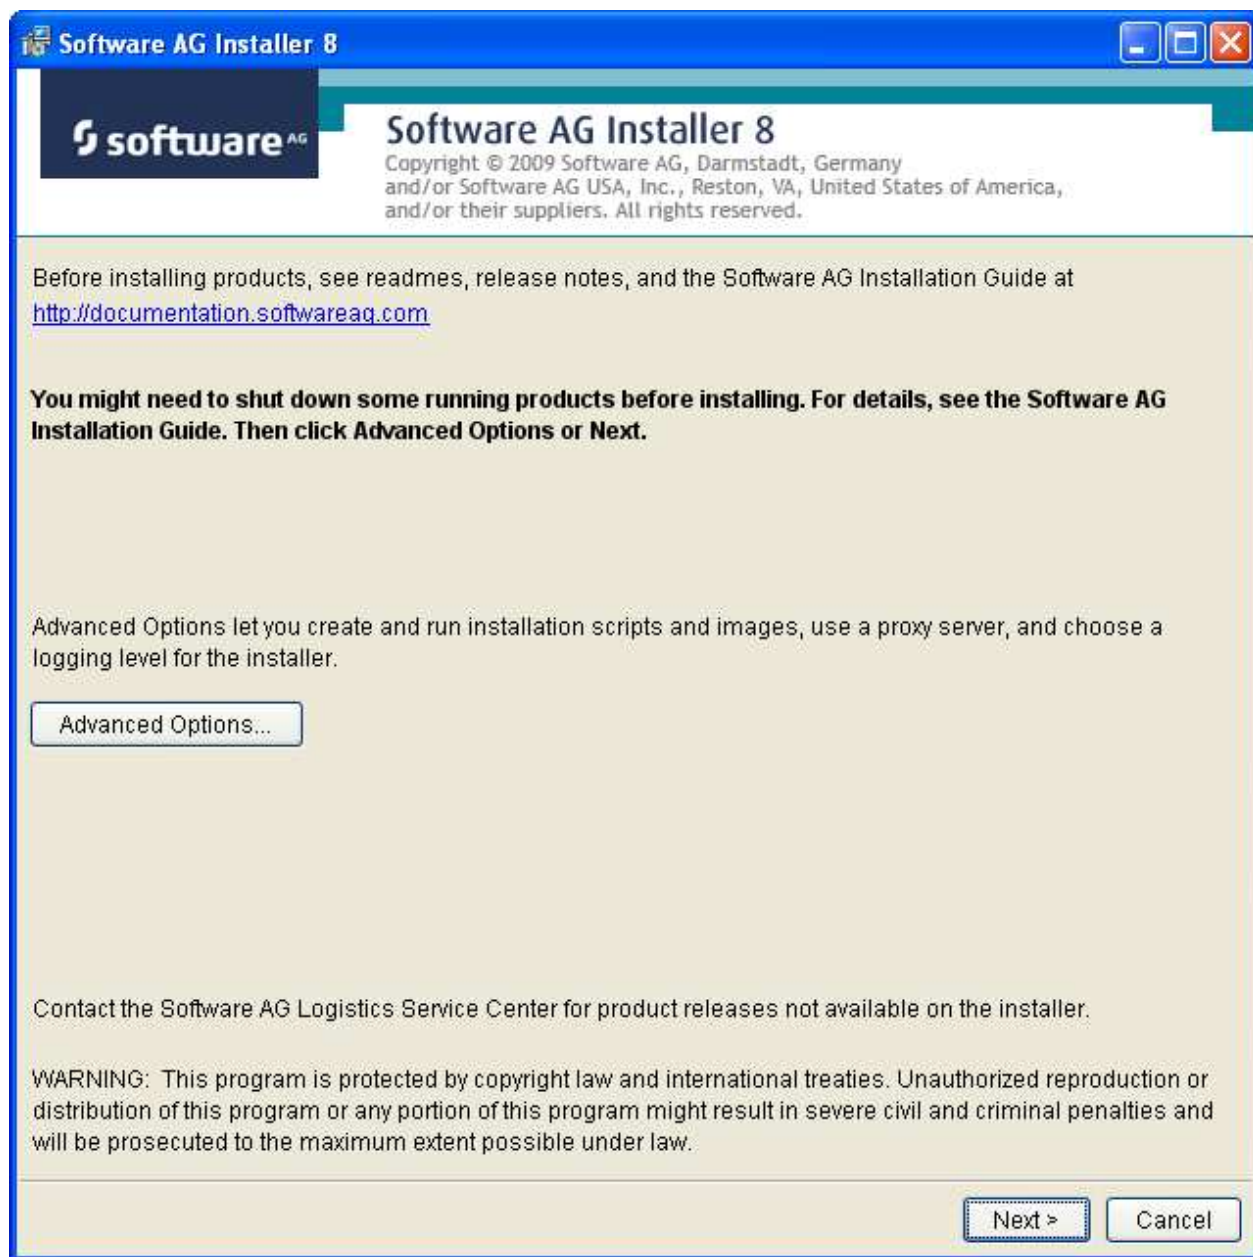 Software AG Installer 8
software AG
Software AG Installer 8
Copyright © 2009 Software AG, Darmstadt, Germany
and/or Software AG USA, Inc., Reston, VA, United States of America,
and/or their suppliers. All rights reserved.
Before installing products, see readmes, release notes, and the Software AG Installation Guide at
http://documentation.softwareag.com
You might need to shut down some running products before installing. For details, see the Software AG
Installation Guide. Then click Advanced Options or Next.
Advanced Options let you create and run installation scripts and images, use a proxy server, and choose a
logging level for the installer.
Advanced Options...
Contact the Software AG Logistics Service Center for product releases not available on the installer.
WARNING: This program is protected by copyright law and international treaties. Unauthorized reproduction or
distribution of this program or any portion of this program might result in severe civil and criminal penalties and
will be prosecuted to the maximum extent possible under law.
Next >
Cancel